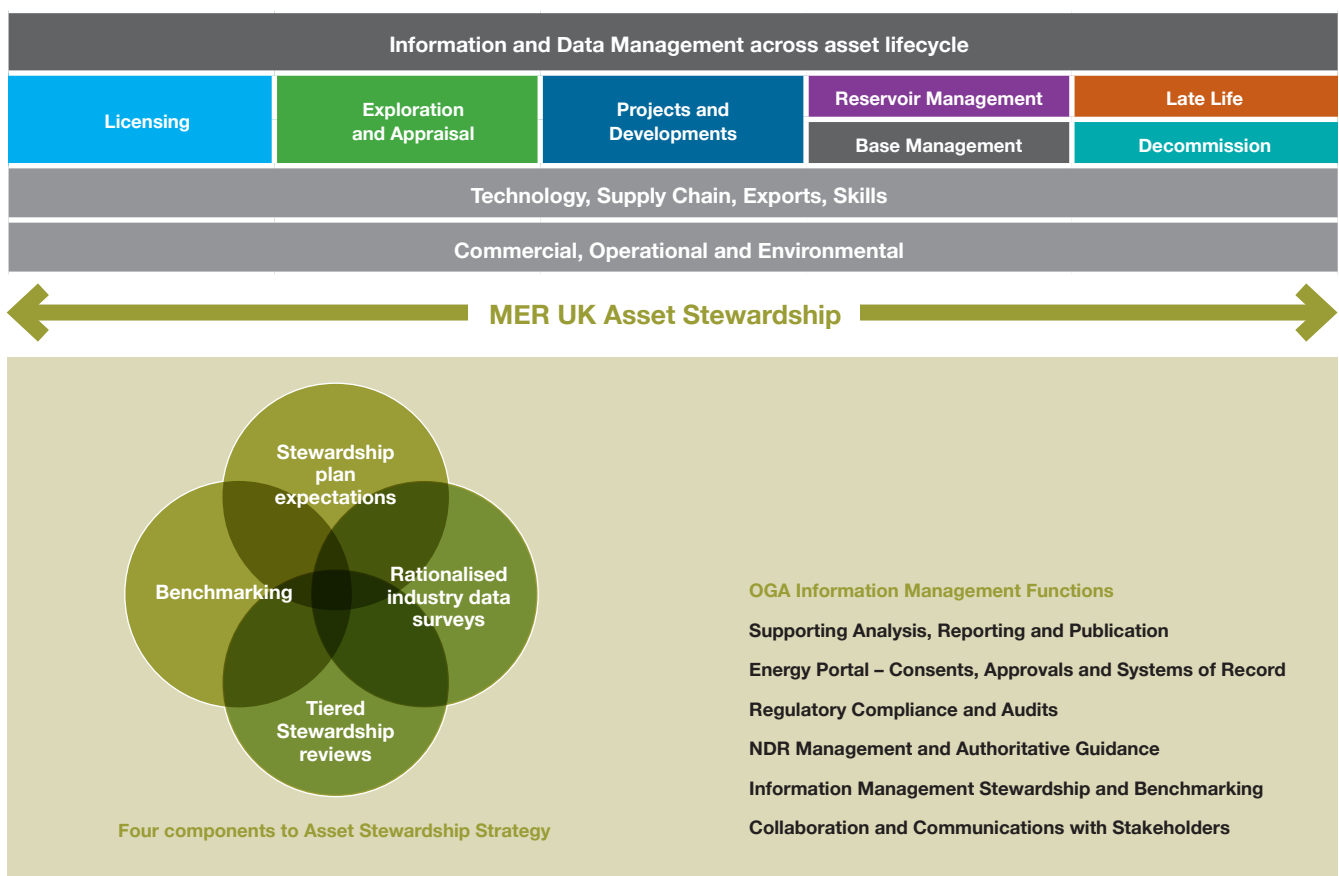 Information and Data Management across asset lifecycle
Licensing
Exploration
and Appraisal
Projects and
Developments
Reservoir Management
Base Management
Late Life
Decommission
Technology, Supply Chain, Exports, Skills
Commercial, Operational and Environmental
MER UK Asset Stewardship
Stewardship
plan
expectations
Benchmarking
Rationalised
industry data
surveys
Tiered
Stewardship
reviews
Four components to Asset Stewardship Strategy
OGA Information Management Functions
Supporting Analysis, Reporting and Publication
Energy Portal – Consents, Approvals and Systems of Record
Regulatory Compliance and Audits
NDR Management and Authoritative Guidance
Information Management Stewardship and Benchmarking
Collaboration and Communications with Stakeholders